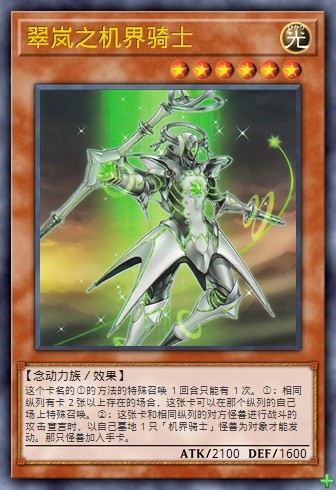 翠岚之机界骑士
光
【念动力族／效果】
这个卡名的①的方法的特殊召唤１回合只能有１次。①：相同
纵列有卡２张以上存在的场合，这张卡可以在那个纵列的自己
场上特殊召唤。②：这张卡和相同纵列的对方怪兽进行战斗的
攻击宣言时，以自己墓地１只「机界骑士」怪兽为对象才能发
动。那只怪兽加入手卡。
ATK/2100 DEF/1600